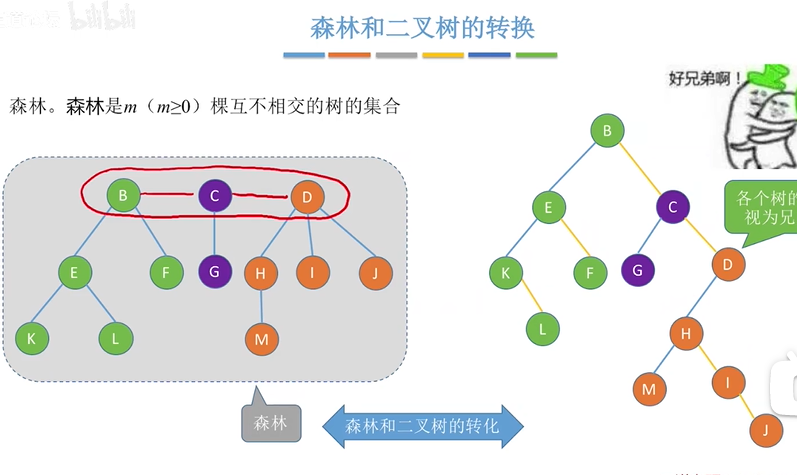 bilibili
森林和二叉树的转换
好兄弟啊！
森林。森林是m（m≥0）棵互不相交的树的集合
B C D
E F G H I J
K L M
B
E C
K F G D
L H
M I
J
各个树的
视为兄
森林
森林和二叉树的转化